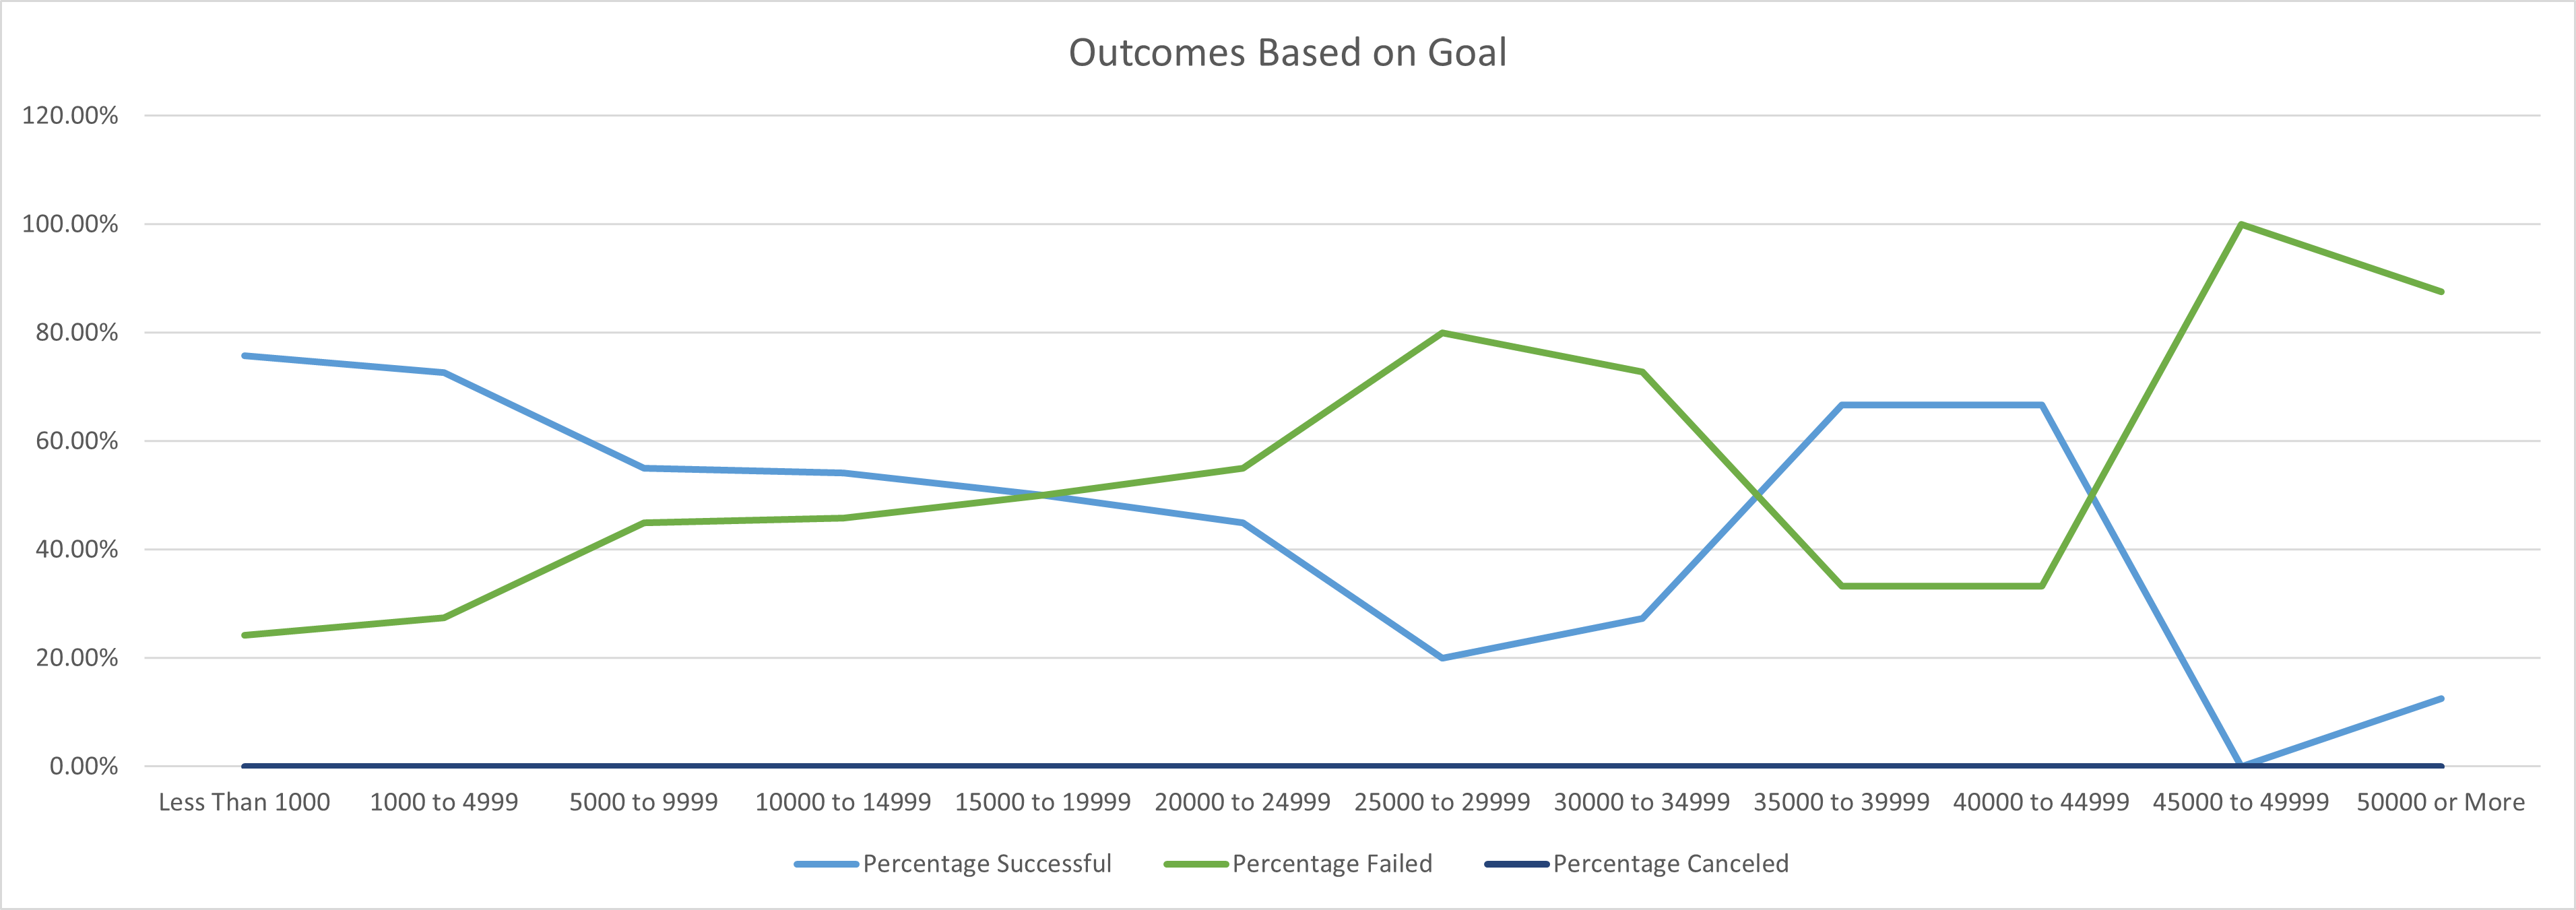 Outcomes Based on Goal
120.00%
100.00%
80.00%
60.00%
40.00%
20.00%
0.00%
Less Than 1000 1000 to 4999 5000 to 9999 10000 to 14999 15000 to 19999 20000 to 24999 25000 to 29999 30000 to 34999 35000 to 39999 40000 to 44999 45000 to 49999 50000 or More
Percentage Successful Percentage Failed Percentage Canceled